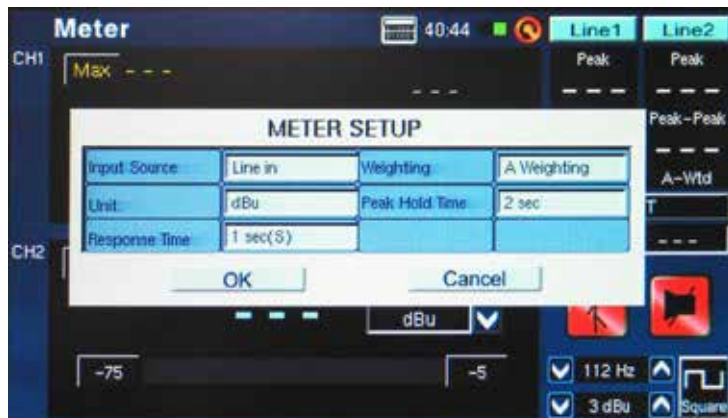 Meter
40:44
Line1
Line2
CH1
Max - - -
- - -
Peak
Peak
- - -
- - -
METER SETUP
Peak-Peak
- - -
Input Source
Line in
Weighting
A Weighting
A-Wtd
Unit:
dBu
Peak Hold Time
2 sec
T
Response Time
1 sec(S)
- - -
CH2
OK
Cancel
- - -
dBu
-75
-5
112 Hz
3 dBu
Square